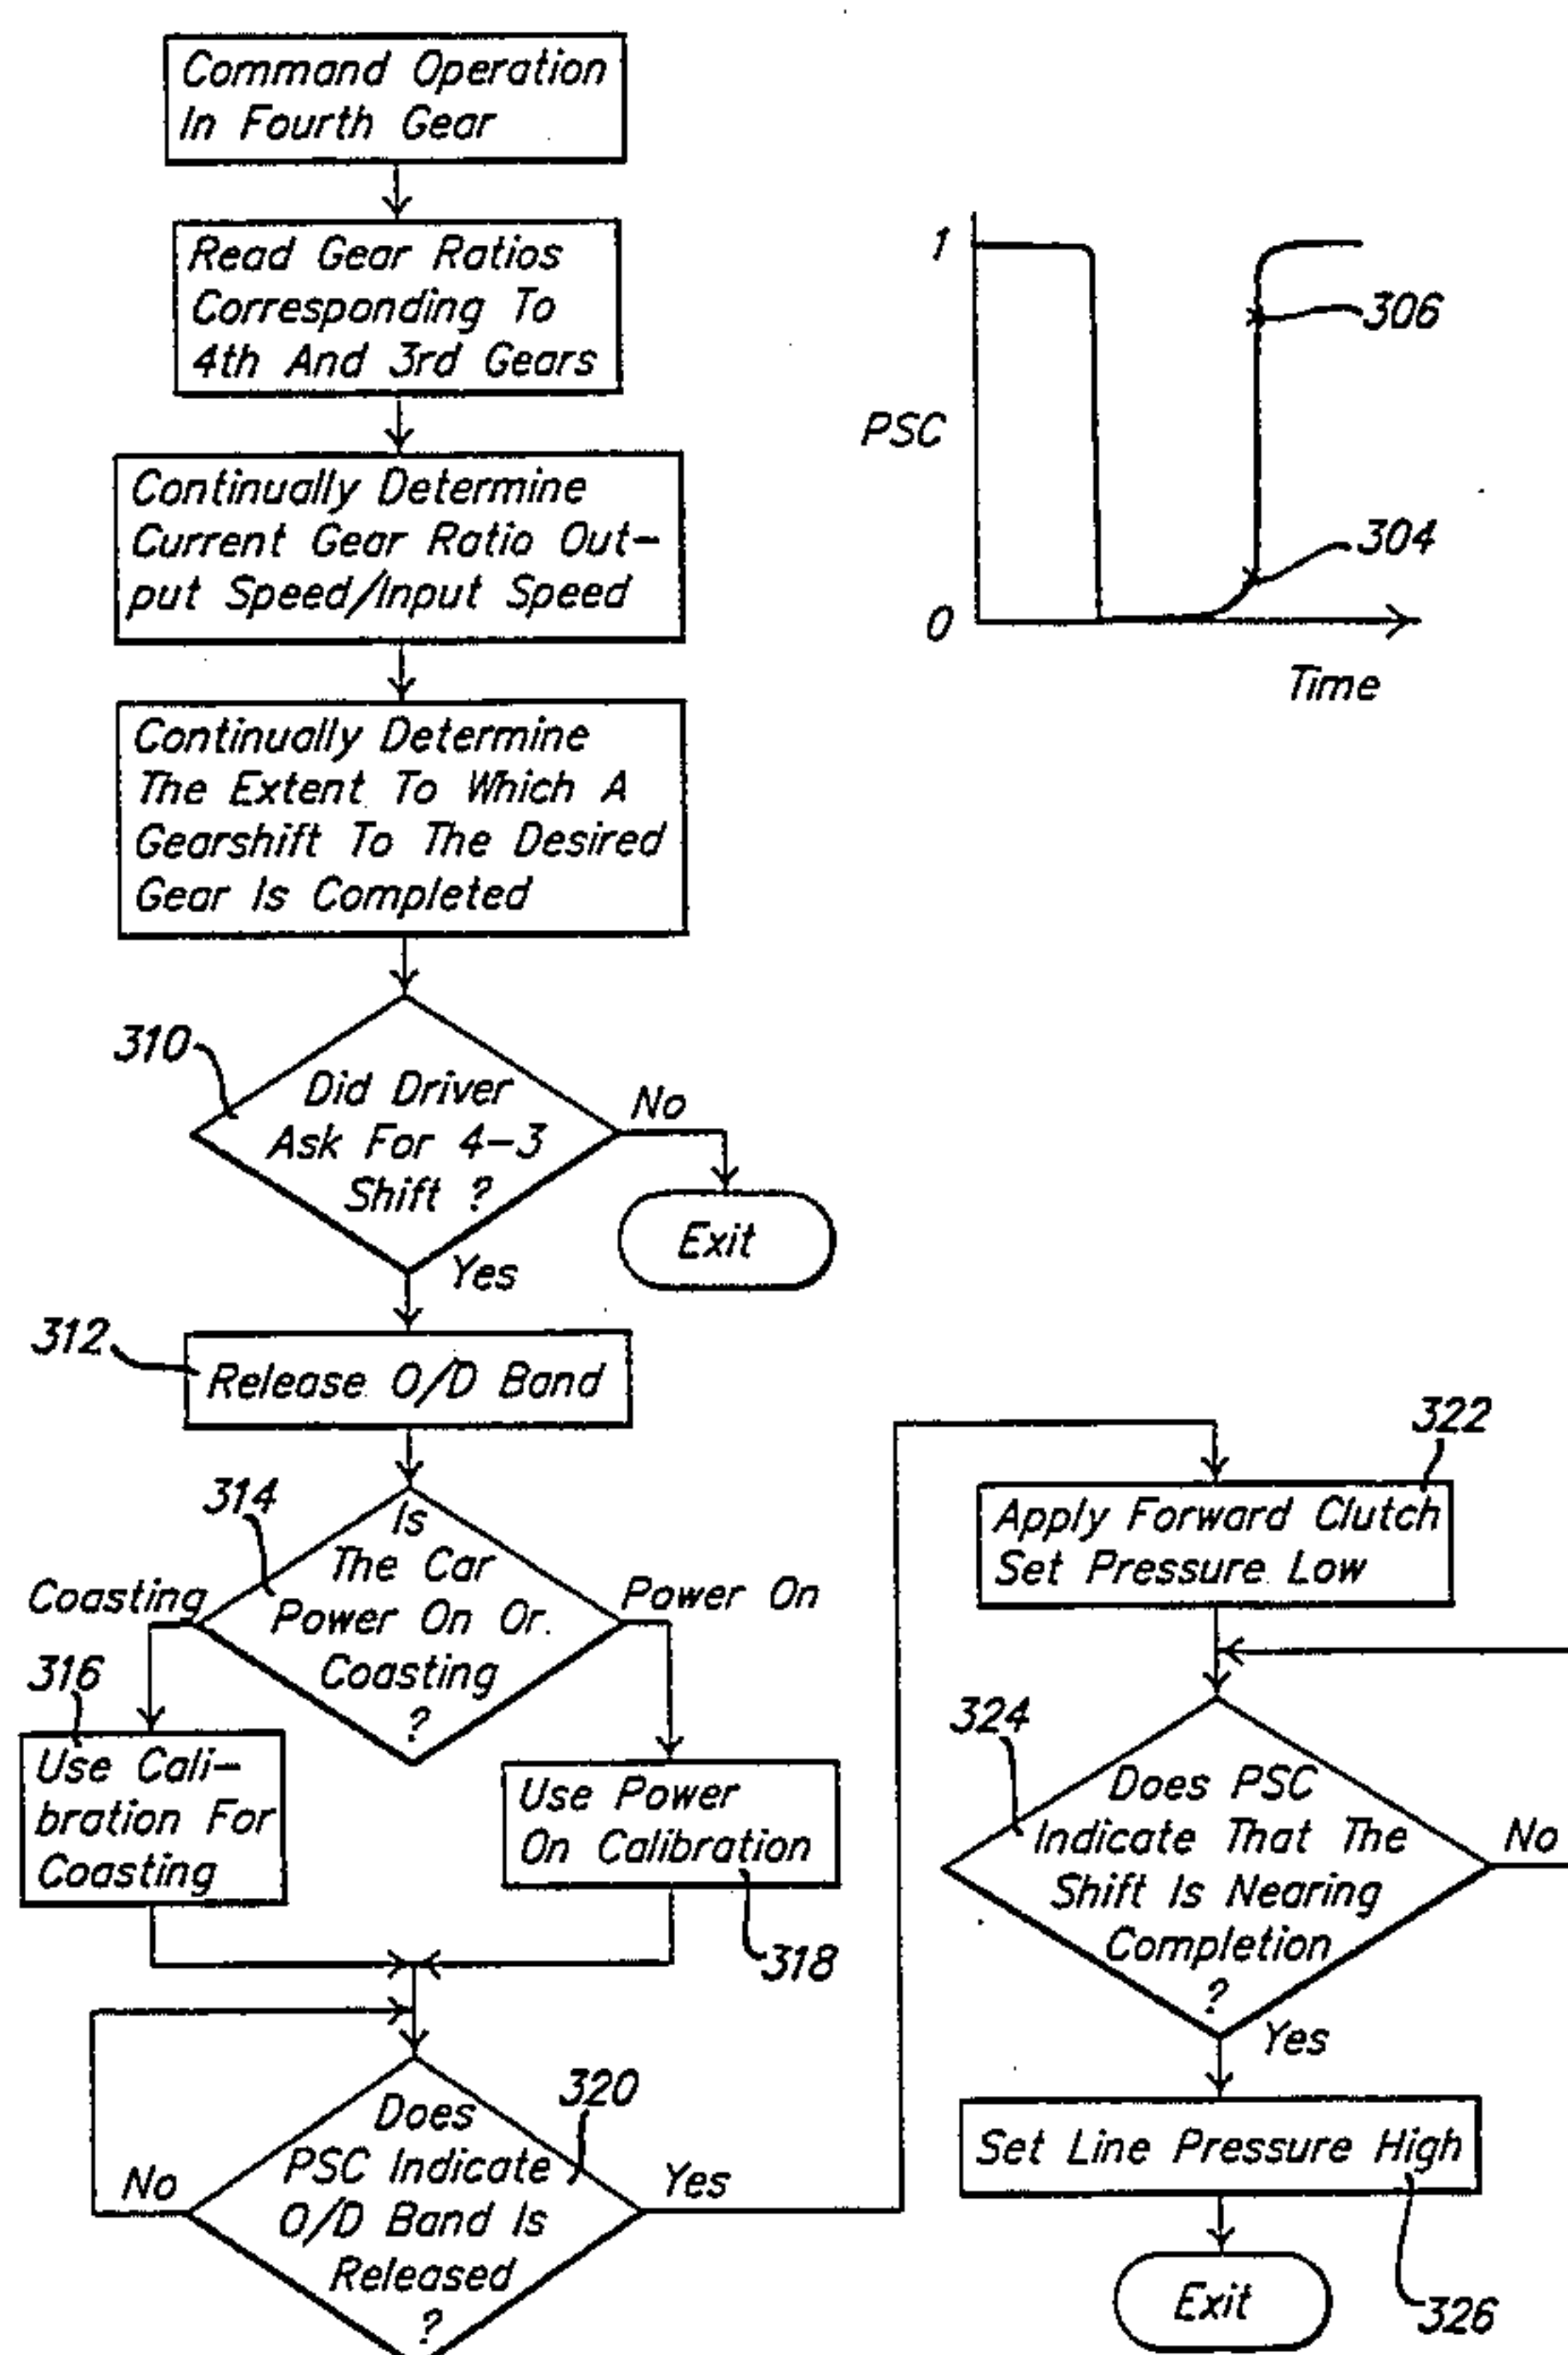 Command Operation
In Fourth Gear
Read Gear Ratios
Corresponding To
4th And 3rd Gears
Continually Determine
Current Gear Ratio Out-
put Speed/Input Speed
Continually Determine
The Extent To Which A
Gearshift To The Desired
Gear Is Completed
310
Did Driver
Ask For 4-3
Shift ?
No
Exit
Yes
312
Release O/D Band
314
Is
The Car
Power On Or
Coasting
?
Coasting
Power On
316
Use Cali-
bration For
Coasting
Use Power
On Calibration
318
320
Does
PSC Indicate
O/D Band Is
Released
?
No
Yes
1
PSC
0
306
304
Time
322
Apply Forward Clutch
Set Pressure Low
324
Does PSC
Indicate That The
Shift Is Nearing
Completion
?
No
Yes
Set Line Pressure High
326
Exit